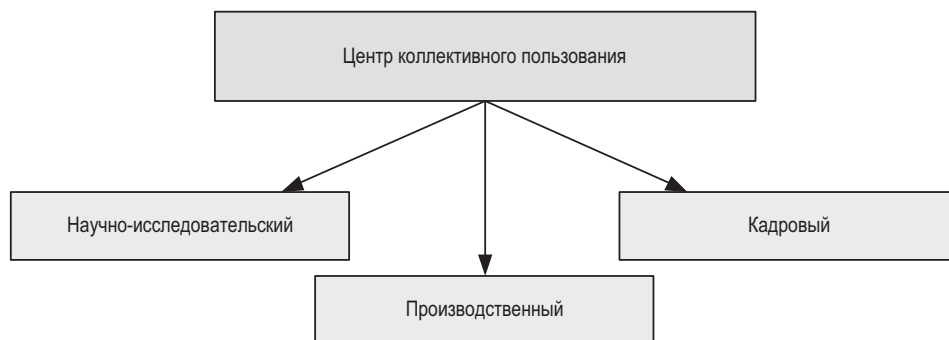 Центр коллективного пользования
Научно-исследовательский
Кадровый
Производственный